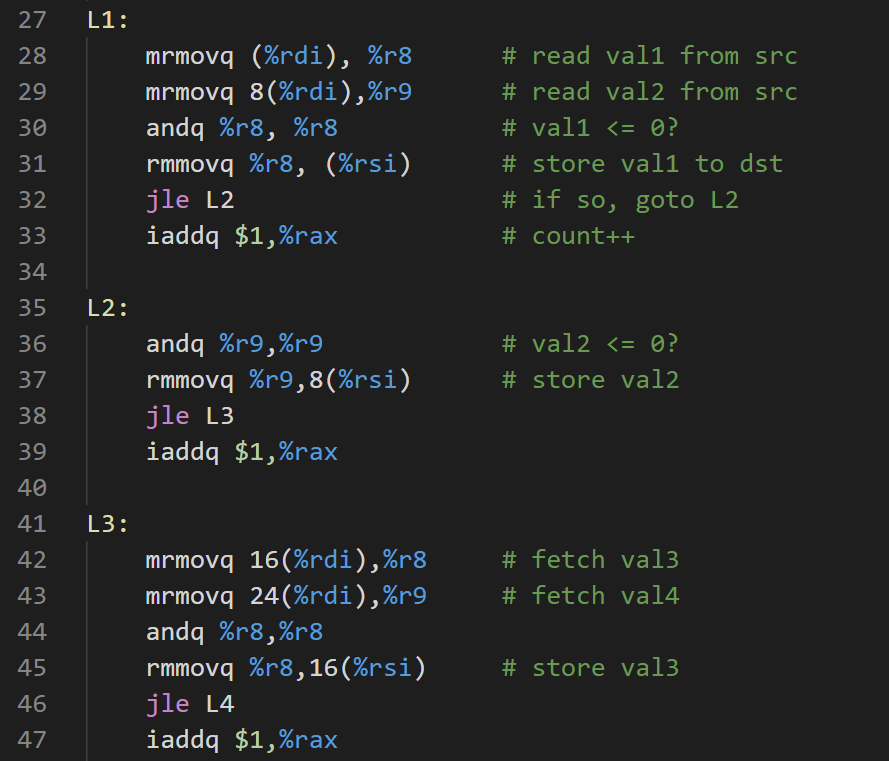 27 L1:
28 mrmovq (%rdi), %r8 # read val1 from src
29 mrmovq 8(%rdi),%r9 # read val2 from src
30 andq %r8, %r8 # val1 <= 0?
31 rmmovq %r8, (%rsi) # store val1 to dst
32 jle L2 # if so, goto L2
33 iaddq $1,%rax # count++
34
35 L2:
36 andq %r9,%r9 # val2 <= 0?
37 rmmovq %r9,8(%rsi) # store val2
38 jle L3
39 iaddq $1,%rax
40
41 L3:
42 mrmovq 16(%rdi),%r8 # fetch val3
43 mrmovq 24(%rdi),%r9 # fetch val4
44 andq %r8,%r8
45 rmmovq %r8,16(%rsi) # store val3
46 jle L4
47 iaddq $1,%rax